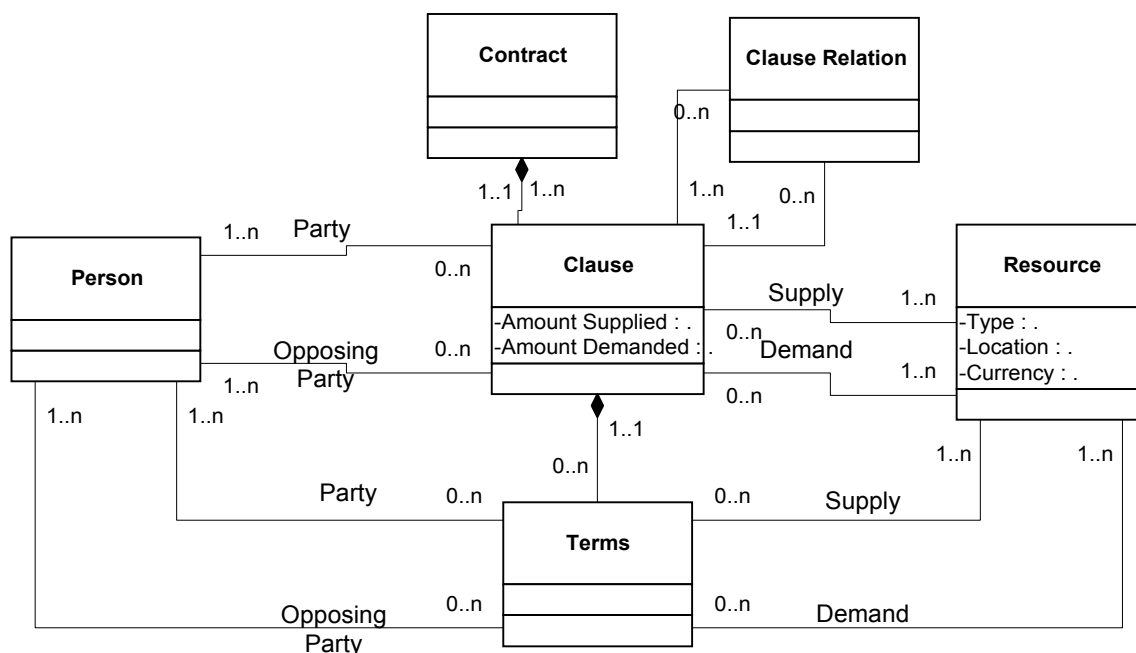 Contract
Clause Relation
0..n
1..1
1..n
1..n
0..n
1..n
Party
1..1
0..n
Person
Clause
Resource
Supply
1..n
-Amount Supplied : .
-Amount Demanded : .
0..n
-Type : .
-Location : .
-Currency : .
Opposing
Party
0..n
Demand
1..n
1..n
0..n
1..n
1..n
1..1
1..n
1..n
0..n
Party
0..n
0..n
Supply
Terms
0..n
0..n
Opposing
Party
Demand